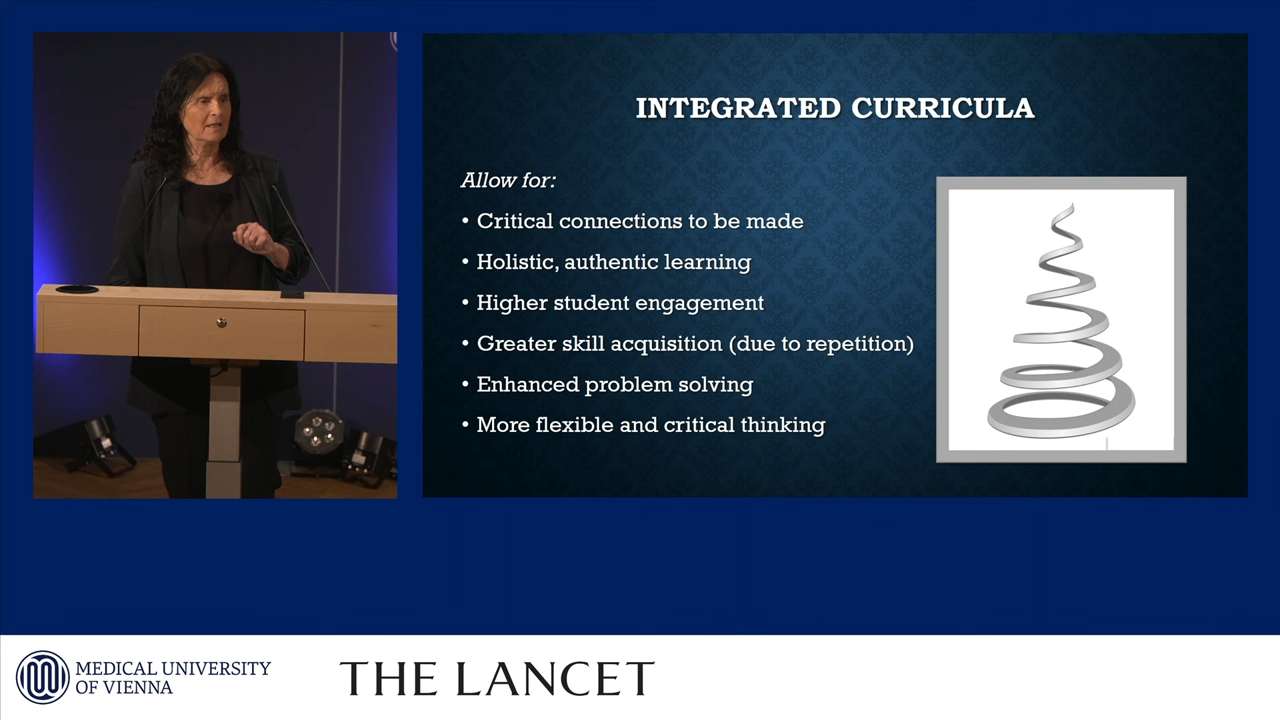 INTEGRATED CURRICULA
Allow for:
• Critical connections to be made
• Holistic, authentic learning
• Higher student engagement
• Greater skill acquisition (due to repetition)
• Enhanced problem solving
• More flexible and critical thinking
MEDICAL UNIVERSITY
OF VIENNA
THE LANCET